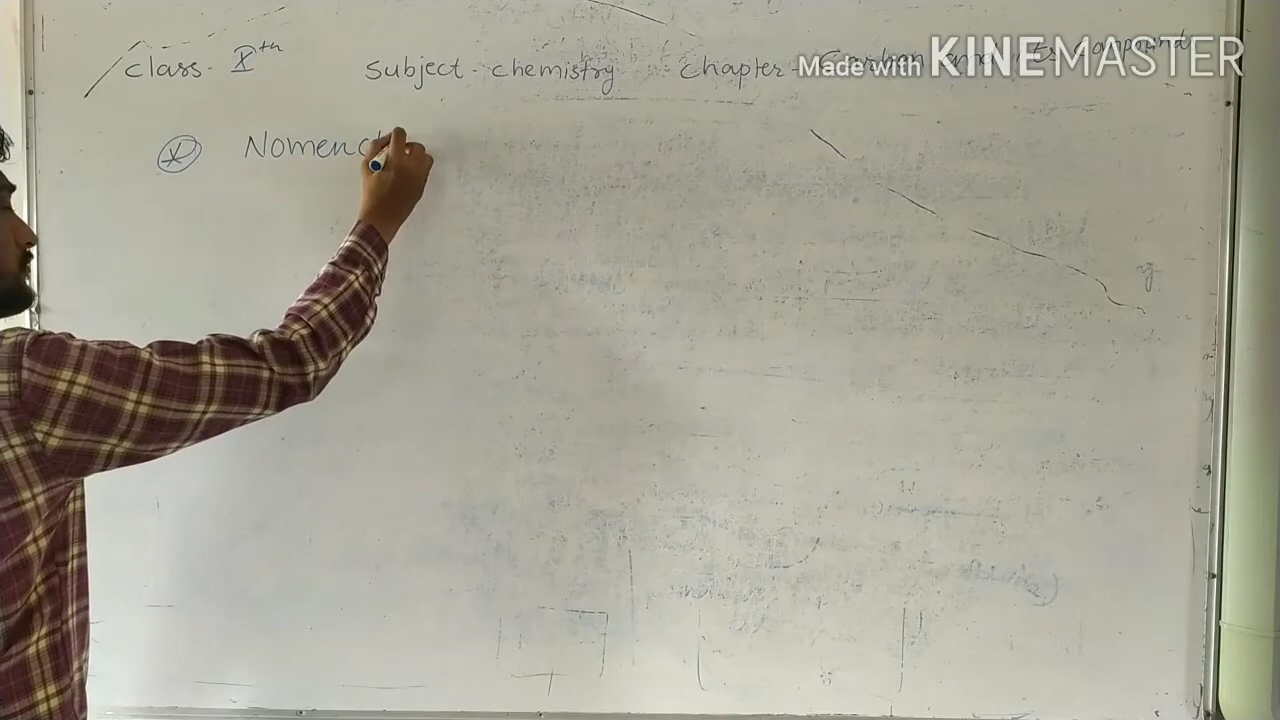 Class - Xth Subject - chemistry Chapter - Carbon and its Compounds
Made with KINEMASTER
Nomencl